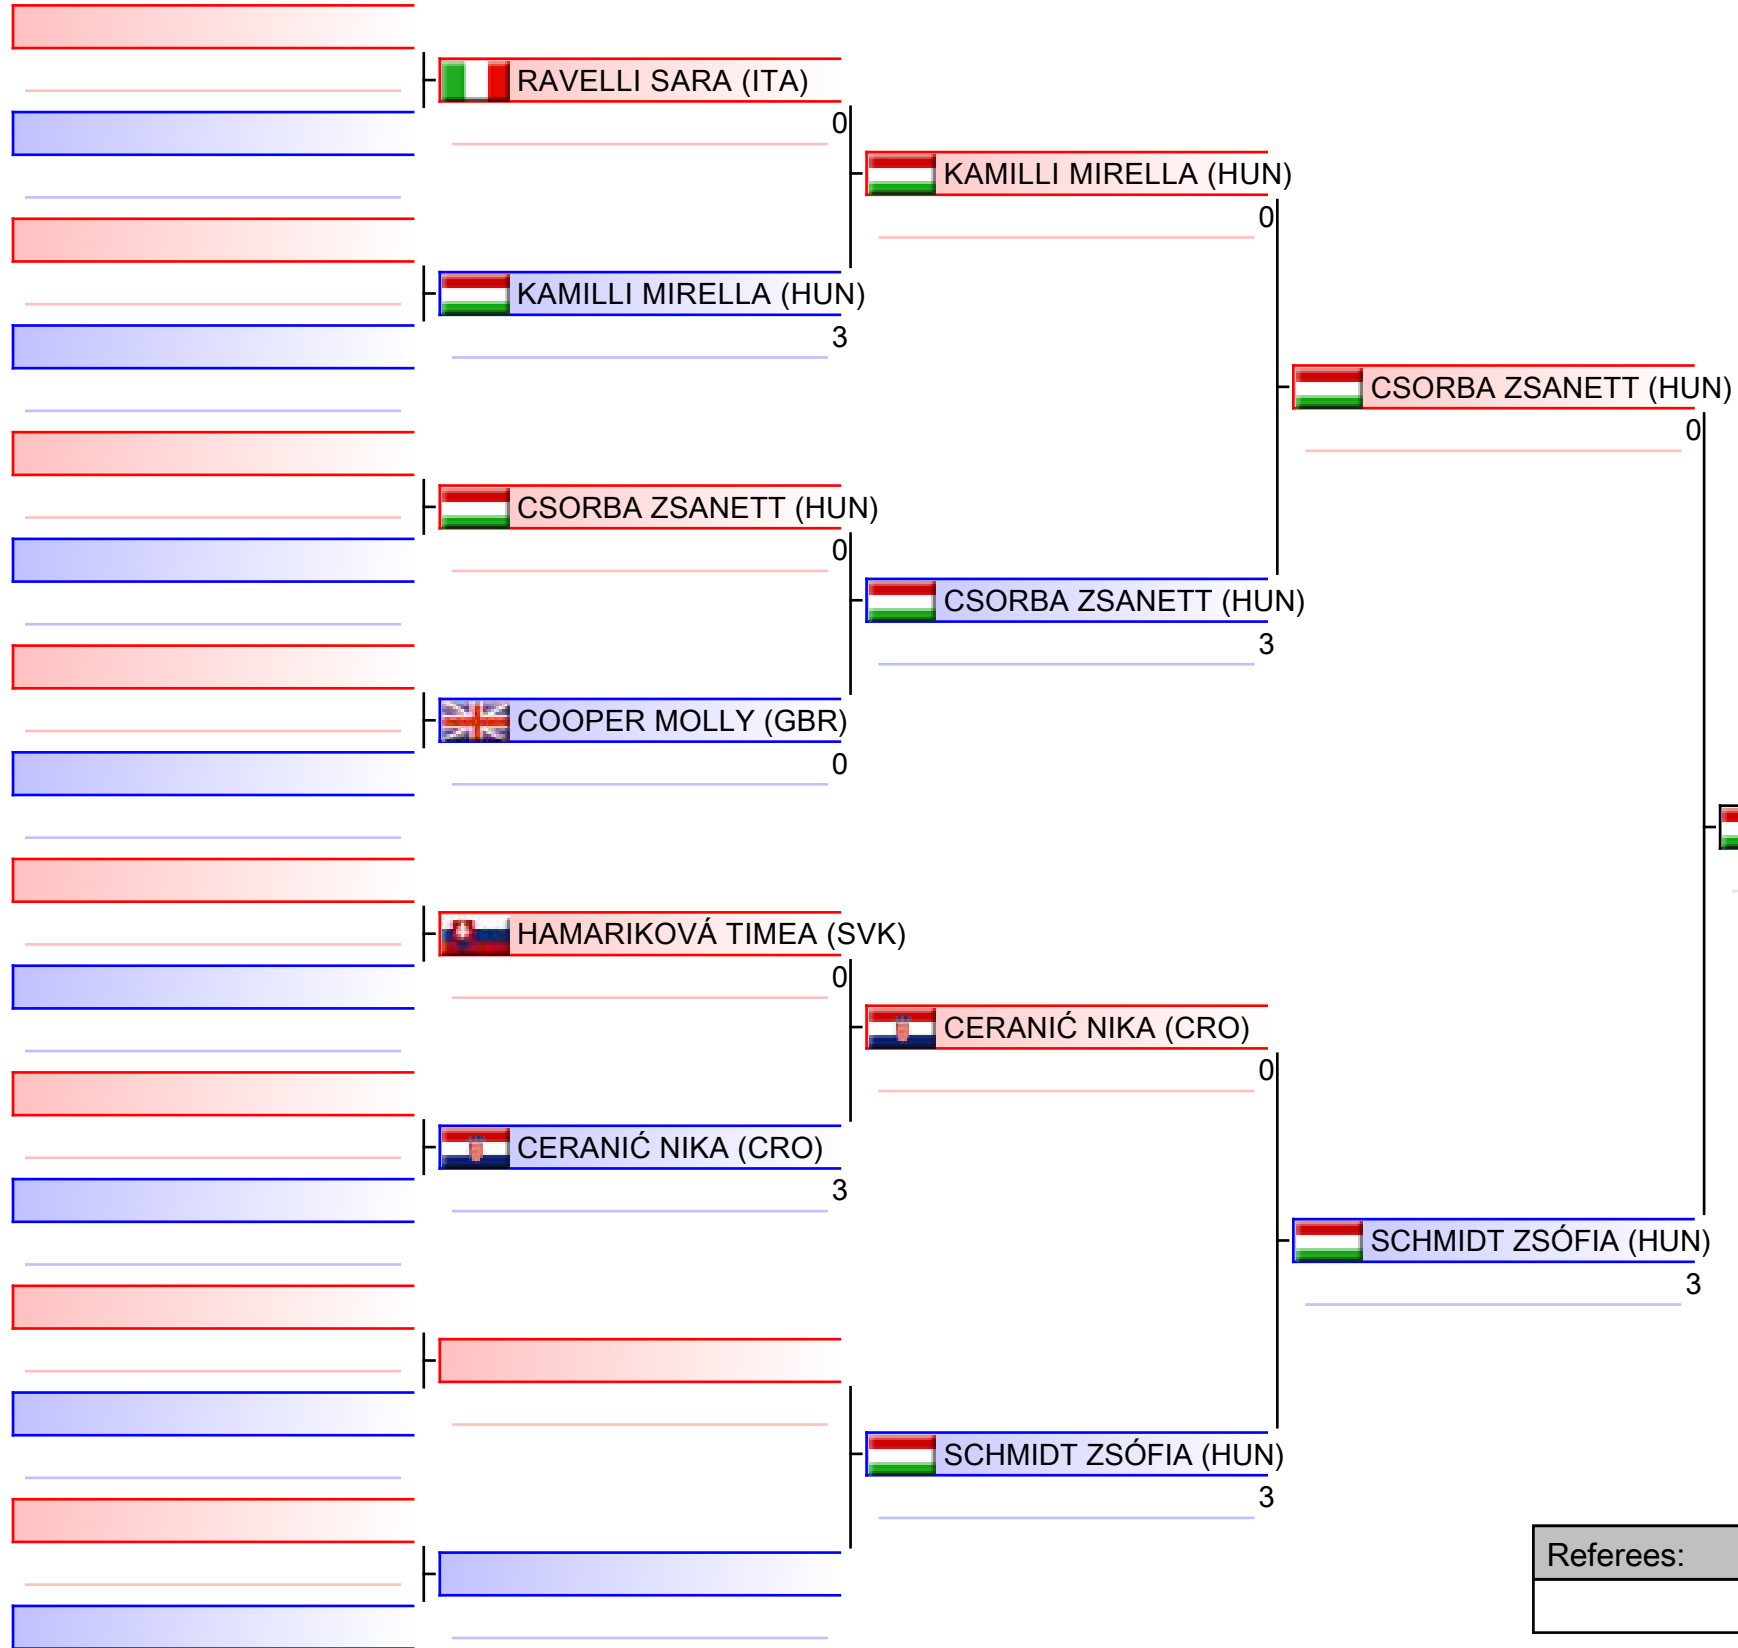 RAVELLI SARA (ITA)
0
KAMILLI MIRELLA (HUN)
0
KAMILLI MIRELLA (HUN)
3
CSORBA ZSANETT (HUN)
0
CSORBA ZSANETT (HUN)
0
CSORBA ZSANETT (HUN)
3
COOPER MOLLY (GBR)
0
HAMARIKOVÁ TIMEA (SVK)
0
CERANIĆ NIKA (CRO)
0
CERANIĆ NIKA (CRO)
3
SCHMIDT ZSÓFIA (HUN)
3
SCHMIDT ZSÓFIA (HUN)
3
Referees: